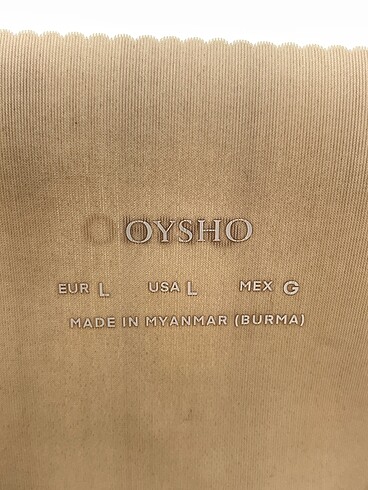 OYSHO
EUR L USA L MEX G
MADE IN MYANMAR (BURMA)